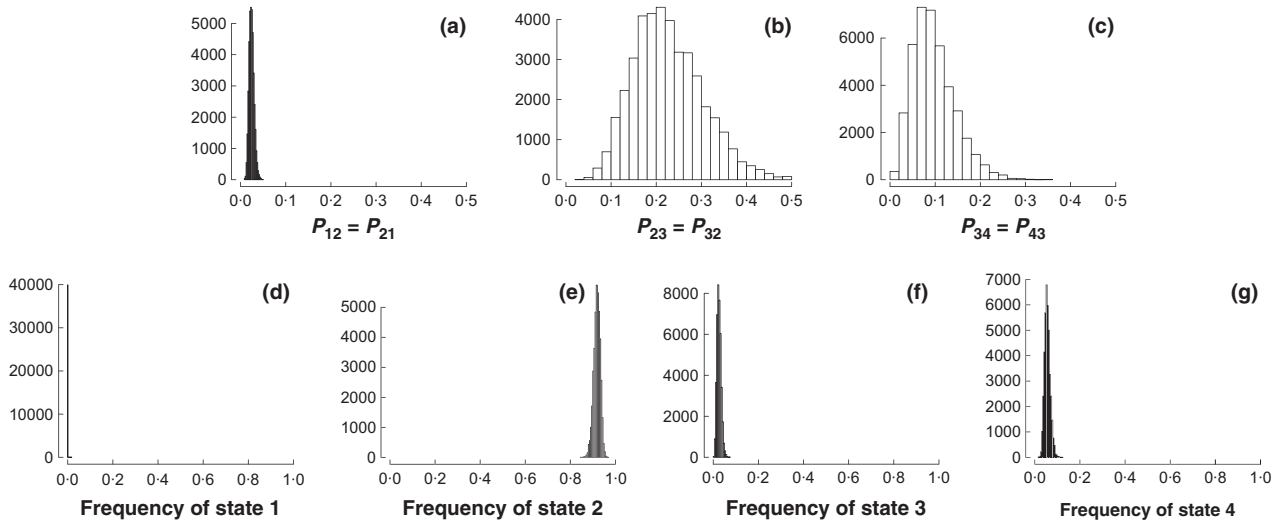 (a)
5000
4000
3000
2000
1000
0
0·0 0·1 0·2 0·3 0·4 0·5
P12 = P21
(b)
4000
3000
2000
1000
0
0·0 0·1 0·2 0·3 0·4 0·5
P23 = P32
(c)
6000
4000
2000
0
0·0 0·1 0·2 0·3 0·4 0·5
P34 = P43
(d)
40000
30000
20000
10000
0
0·0 0·2 0·4 0·6 0·8 1·0
Frequency of state 1
(e)
5000
4000
3000
2000
1000
0
0·0 0·2 0·4 0·6 0·8 1·0
Frequency of state 2
(f)
8000
6000
4000
2000
0
0·0 0·2 0·4 0·6 0·8 1·0
Frequency of state 3
(g)
7000
6000
5000
4000
3000
2000
1000
0
0·0 0·2 0·4 0·6 0·8 1·0
Frequency of state 4